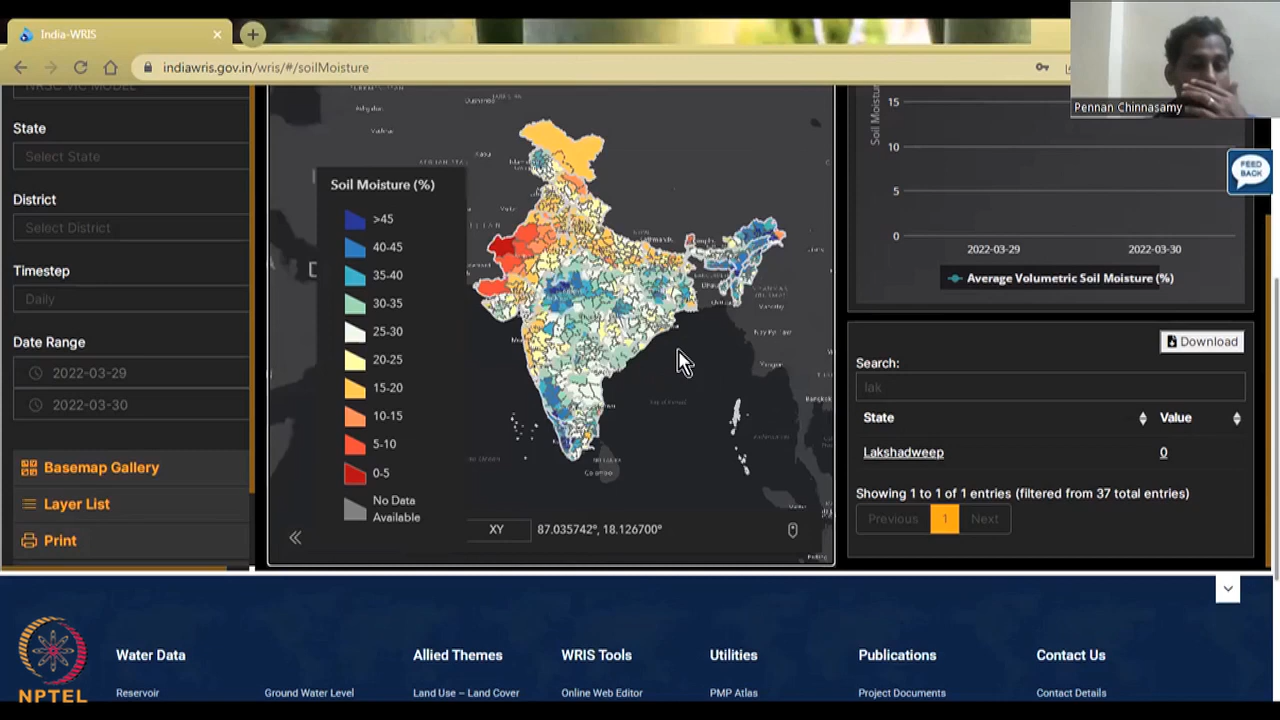 India-WRIS
indiawris.gov.in/wris/#/soilMoisture
Pennan Chinnasamy
NRSC VIC MODEL
State
Select State
District
Select District
Timestep
Daily
Date Range
2022-03-29
2022-03-30
Basemap Gallery
Layer List
Print
Soil Moisture (%)
>45
40-45
35-40
30-35
25-30
20-25
15-20
10-15
5-10
0-5
No Data
Available
Colombo
XY
87.035742°, 18.126700°
Soil Moisture
15
10
5
0
2022-03-29
2022-03-30
Average Volumetric Soil Moisture (%)
FEED
BACK
Download
Search:
lak
State
Value
Lakshadweep
0
Showing 1 to 1 of 1 entries (filtered from 37 total entries)
Previous
1
Next
NPTEL
Water Data
Allied Themes
WRIS Tools
Utilities
Publications
Contact Us
Reservoir
Ground Water Level
Land Use – Land Cover
Online Web Editor
PMP Atlas
Project Documents
Contact Details